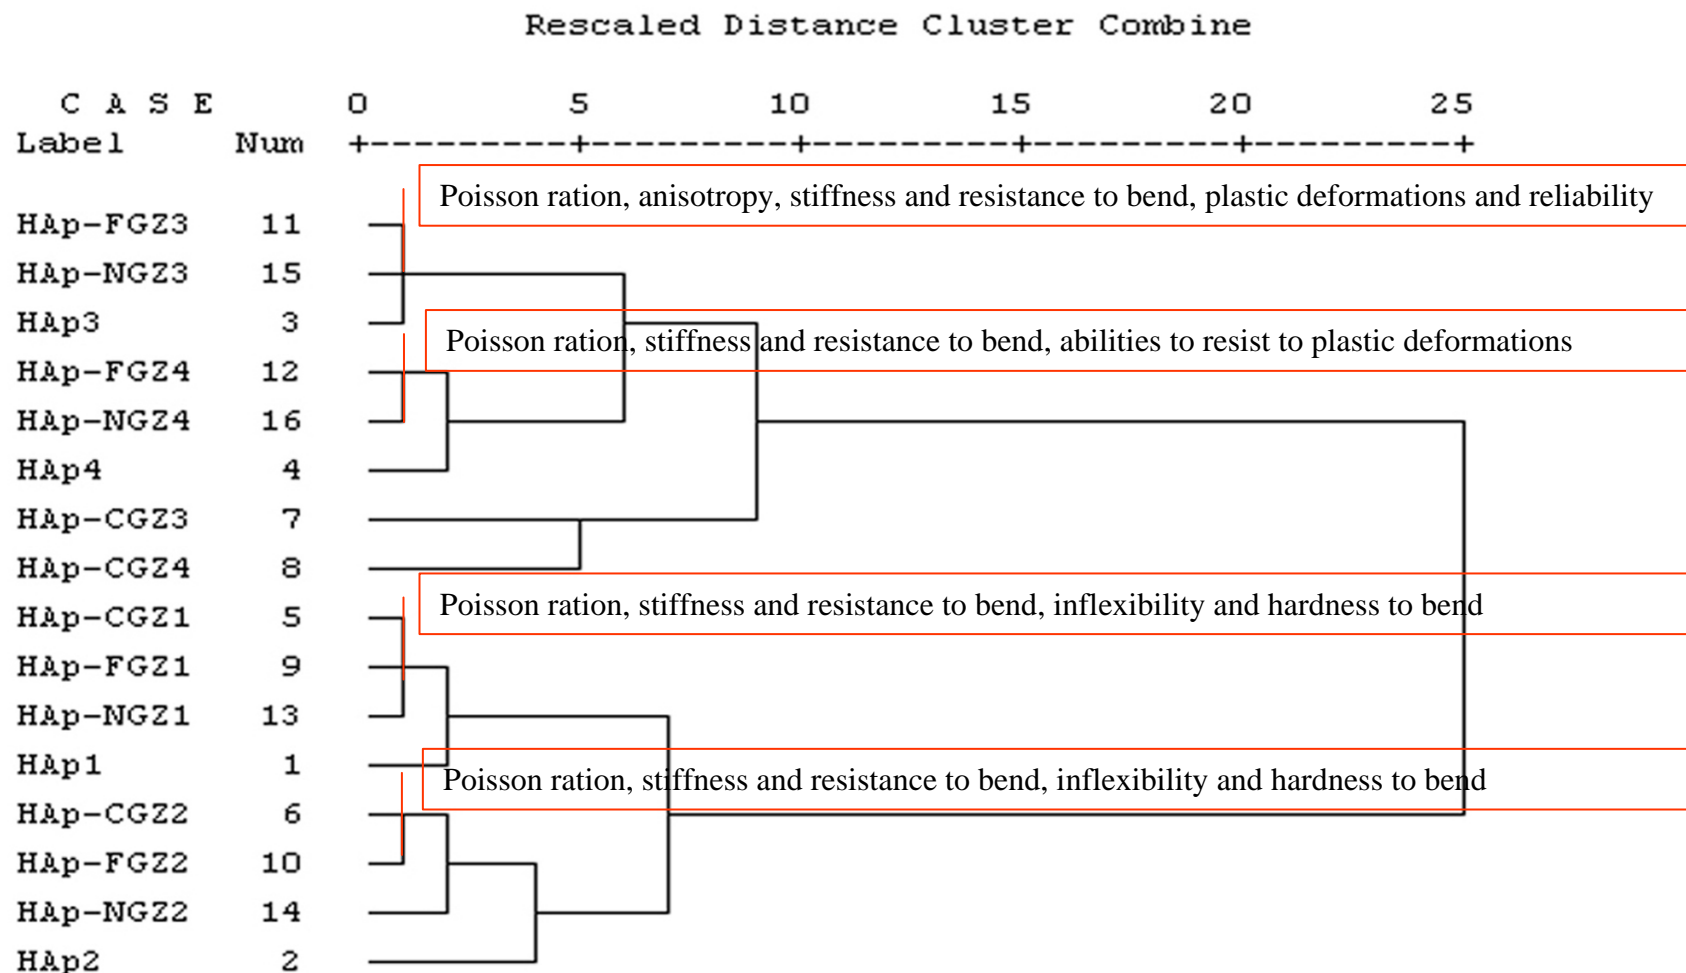 Rescaled Distance Cluster Combine
C A S E 0 5 10 15 20 25
Label Num +---------+---------+---------+---------+---------+
Poisson ration, anisotropy, stiffness and resistance to bend, plastic deformations and reliability
HAp-FGZ3 11
HAp-NGZ3 15
HAp3 3
Poisson ration, stiffness and resistance to bend, abilities to resist to plastic deformations
HAp-FGZ4 12
HAp-NGZ4 16
HAp4 4
HAp-CGZ3 7
HAp-CGZ4 8
Poisson ration, stiffness and resistance to bend, inflexibility and hardness to bend
HAp-CGZ1 5
HAp-FGZ1 9
HAp-NGZ1 13
HAp1 1
Poisson ration, stiffness and resistance to bend, inflexibility and hardness to bend
HAp-CGZ2 6
HAp-FGZ2 10
HAp-NGZ2 14
HAp2 2